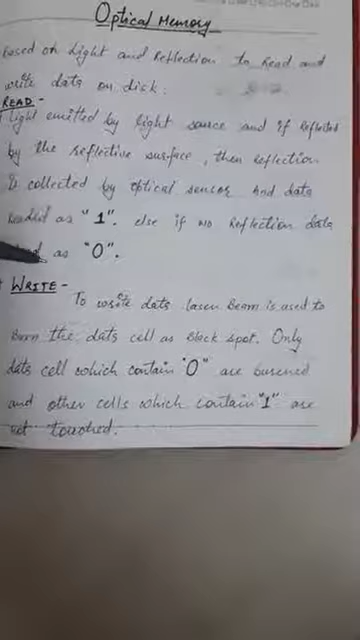 Optical Memory
Based on Light and Reflection to Read and
write data on disk.
READ -
light emitted by light source and if Reflected
by the reflective surface, then Reflection
is collected by optical sensor And data
Readed as "1". else if no Reflection data
as "0".
WRITE -
To write data laser Beam is used to
Burn the data cell as Black spot. Only
data cell which contain "0" are burened
and other cells which contain "1" are
not touched.